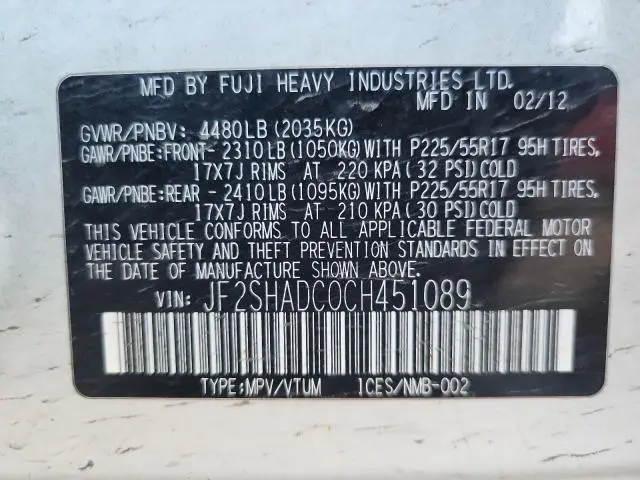 MFD BY FUJI HEAVY INDUSTRIES LTD.
MFD IN 02/12
GVWR/PNBV: 4480LB(2035KG)
GAWR/PNBE:FRONT- 2310LB(1050KG)WITH P225/55R17 95H TIRES,
17X7J RIMS AT 220 KPA(32 PSI)COLD
GAWR/PNBE:REAR - 2410LB(1095KG)WITH P225/55R17 95H TIRES,
17X7J RIMS AT 210 KPA(30 PSI)COLD
THIS VEHICLE CONFORMS TO ALL APPLICABLE FEDERAL MOTOR
VEHICLE SAFETY AND THEFT PREVENTION STANDARDS IN EFFECT ON
THE DATE OF MANUFACTURE SHOWN ABOVE.
VIN: JF2SHADC0CH451089
TYPE:MPV/VTUM ICES/NMB-002